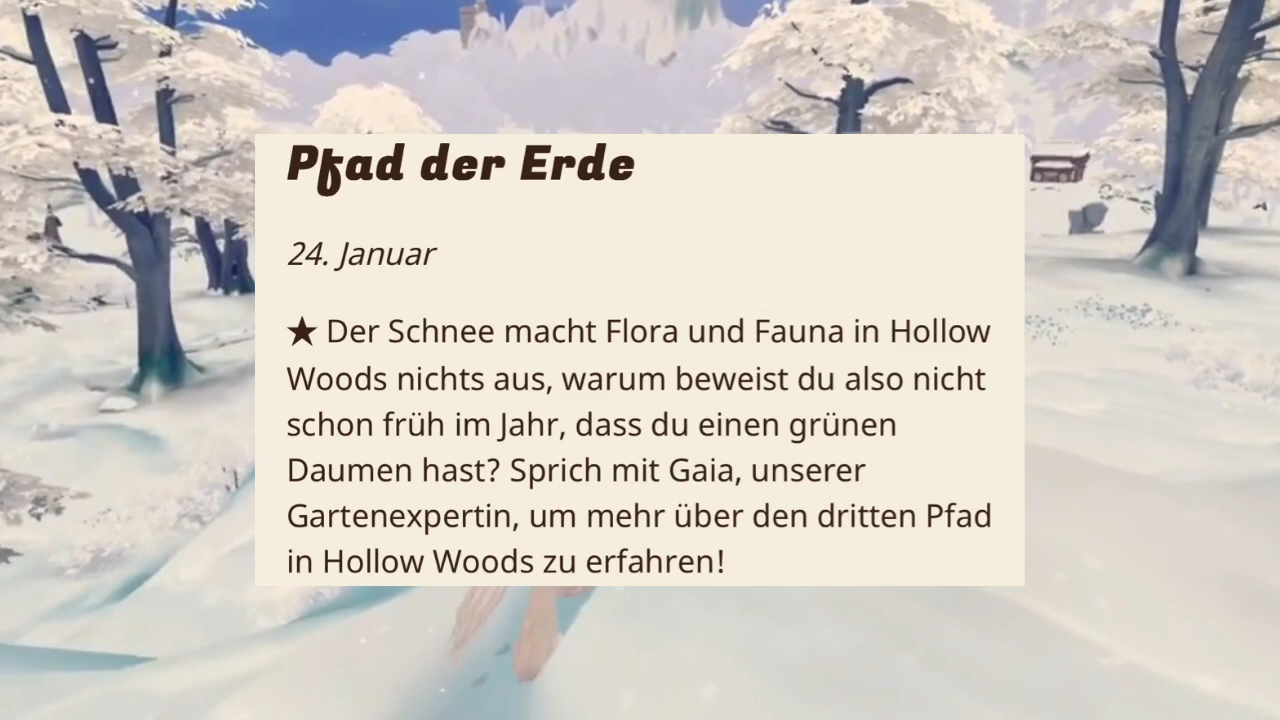 Pfad der Erde
24. Januar
★ Der Schnee macht Flora und Fauna in Hollow
Woods nichts aus, warum beweist du also nicht
schon früh im Jahr, dass du einen grünen
Daumen hast? Sprich mit Gaia, unserer
Gartenexpertin, um mehr über den dritten Pfad
in Hollow Woods zu erfahren!